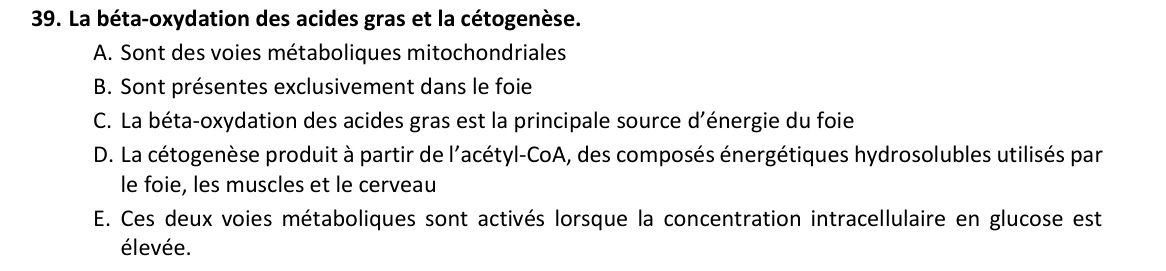 39. La béta-oxydation des acides gras et la cétogenèse.
A. Sont des voies métaboliques mitochondriales
B. Sont présentes exclusivement dans le foie
C. La béta-oxydation des acides gras est la principale source d’énergie du foie
D. La cétogenèse produit à partir de l’acétyl-CoA, des composés énergétiques hydrosolubles utilisés par
le foie, les muscles et le cerveau
E. Ces deux voies métaboliques sont activés lorsque la concentration intracellulaire en glucose est
élevée.